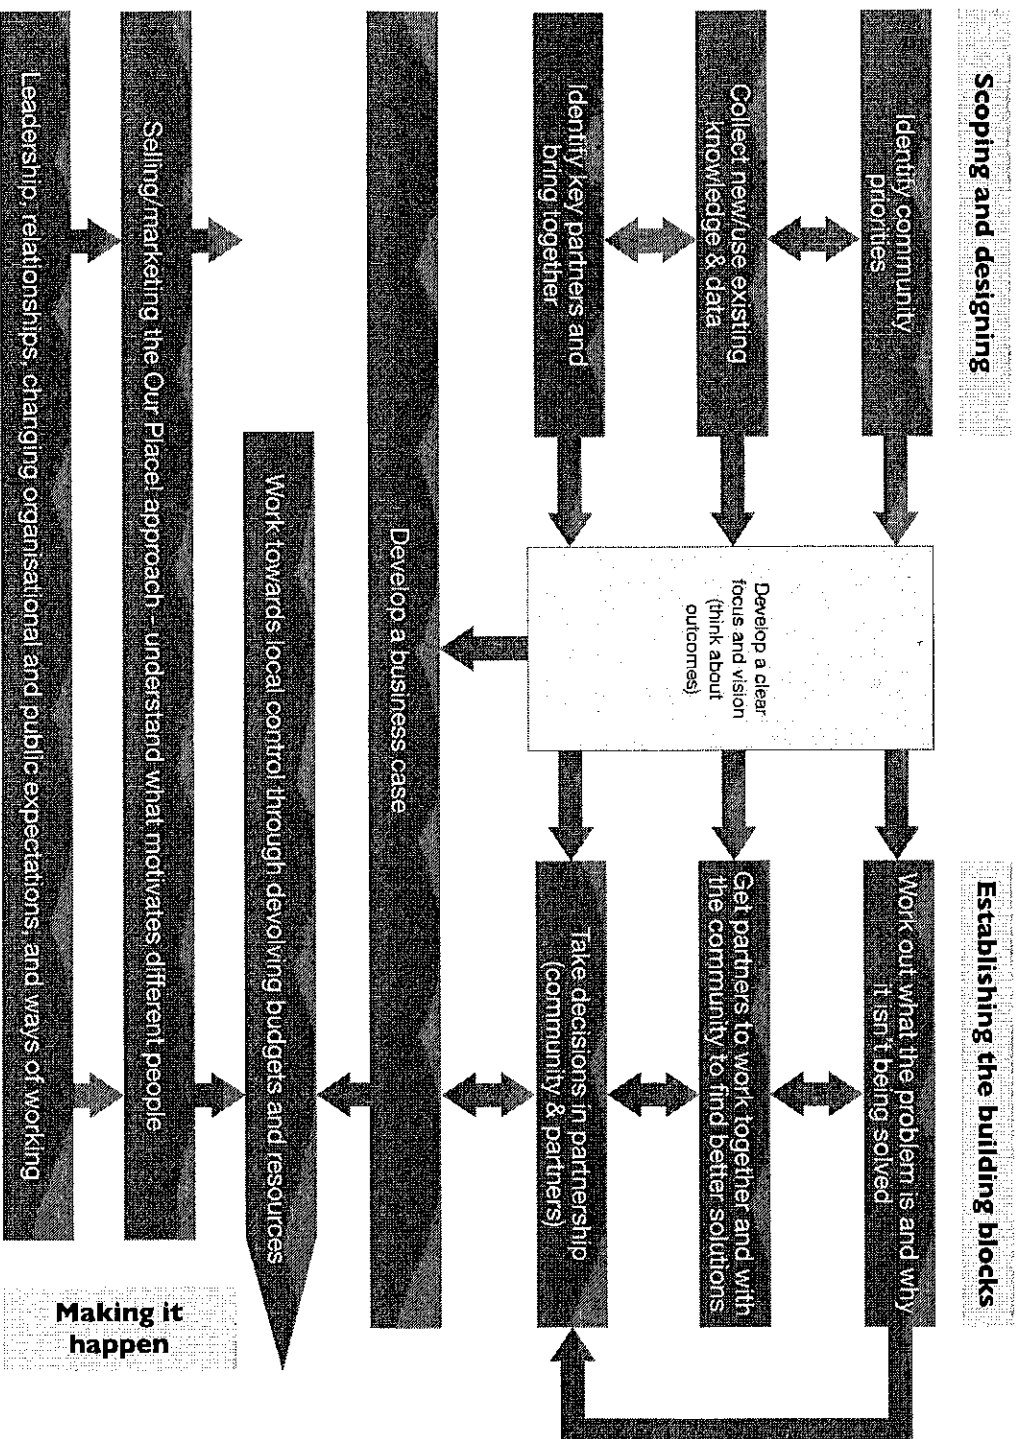 Scoping and designing
Establishing the building blocks
Identify community
priorities
Collect new/use existing
knowledge & data
Identify key partners and
bring together
Develop a clear
focus and vision
(think about
outcomes)
Work out what the problem is and why
it isn't being solved
Get partners to work together and with
the community to find better solutions
Take decisions in partnership
(community & partners)
Develop a business case
Work towards local control through devolving budgets and resources
Selling/marketing the Our Place! approach - understand what motivates different people
Leadership, relationships, changing organisational and public expectations, and ways of working
Making it
happen